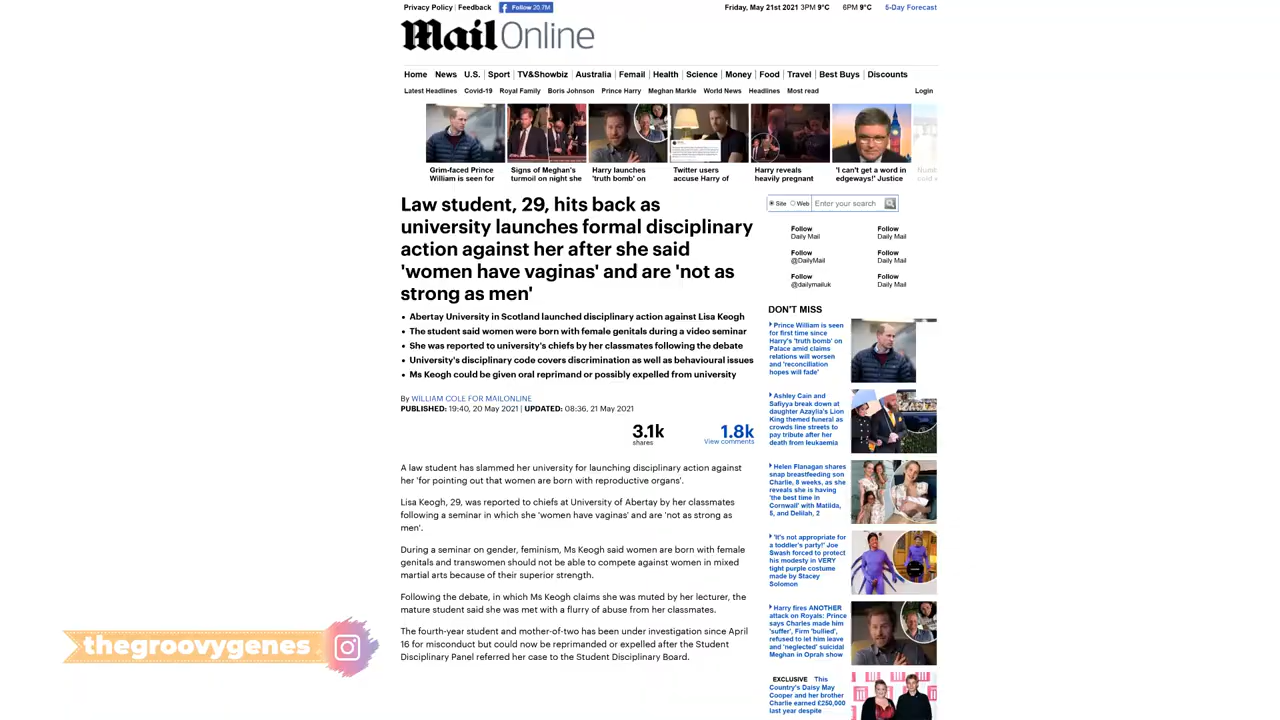 Privacy Policy | Feedback
Follow 20.7M
Friday, May 21st 2021 3PM 9°C 6PM 9°C 5-Day Forecast
Mail Online
Home News U.S. Sport TV&Showbiz Australia Femail Health Science Money Food Travel Best Buys Discounts
Latest Headlines Covid-19 Royal Family Boris Johnson Prince Harry Meghan Markle World News Headlines Most read Login
Grim-faced Prince
William is seen for
Signs of Meghan's
turmoil on night she
Harry launches
'truth bomb' on
Twitter users
accuse Harry of
Harry reveals
heavily pregnant
'I can't get a word in
edgeways!' Justice
Law student, 29, hits back as
university launches formal disciplinary
action against her after she said
'women have vaginas' and are 'not as
strong as men'
• Abertay University in Scotland launched disciplinary action against Lisa Keogh
• The student said women were born with female genitals during a video seminar
• She was reported to university's chiefs by her classmates following the debate
• University's disciplinary code covers discrimination as well as behavioural issues
• Ms Keogh could be given oral reprimand or possibly expelled from university
By WILLIAM COLE FOR MAILONLINE
PUBLISHED: 19:40, 20 May 2021 | UPDATED: 08:36, 21 May 2021
3.1k
shares
1.8k
View comments
A law student has slammed her university for launching disciplinary action against
her 'for pointing out that women are born with reproductive organs'.
Lisa Keogh, 29, was reported to chiefs at University of Abertay by her classmates
following a seminar in which she 'women have vaginas' and are 'not as strong as
men'.
During a seminar on gender, feminism, Ms Keogh said women are born with female
genitals and transwomen should not be able to compete against women in mixed
martial arts because of their superior strength.
Following the debate, in which Ms Keogh claims she was muted by her lecturer, the
mature student said she was met with a flurry of abuse from her classmates.
The fourth-year student and mother-of-two has been under investigation since April
16 for misconduct but could now be reprimanded or expelled after the Student
Disciplinary Panel referred her case to the Student Disciplinary Board.
Site Web Enter your search
Follow
Daily Mail
Follow
Daily Mail
Follow
@DailyMail
Follow
Daily Mail
Follow
@dailymailuk
Follow
Daily Mail
DON'T MISS
Prince William is seen
for first time since
Harry's 'truth bomb' on
Palace amid claims
relations will worsen
and 'reconciliation
hopes will fade'
Ashley Cain and
Safiyya break down at
daughter Azaylia's Lion
King themed funeral as
crowds line streets to
pay tribute after her
death from leukaemia
Helen Flanagan shares
snap breastfeeding son
Charlie, 8 weeks, as she
reveals she is having
'the best time in
Cornwall' with Matilda,
5, and Delilah, 2
'It's not appropriate for
a toddler's party!' Joe
Swash forced to protect
his modesty in VERY
tight purple costume
made by Stacey
Solomon
Harry fires ANOTHER
attack on Royals: Prince
says Charles made him
'suffer', Firm 'bullied',
refused to let him leave
and 'neglected' suicidal
Meghan in Oprah show
EXCLUSIVE This
Country's Daisy May
Cooper and her brother
Charlie earned £250,000
last year despite
thegroovygenes